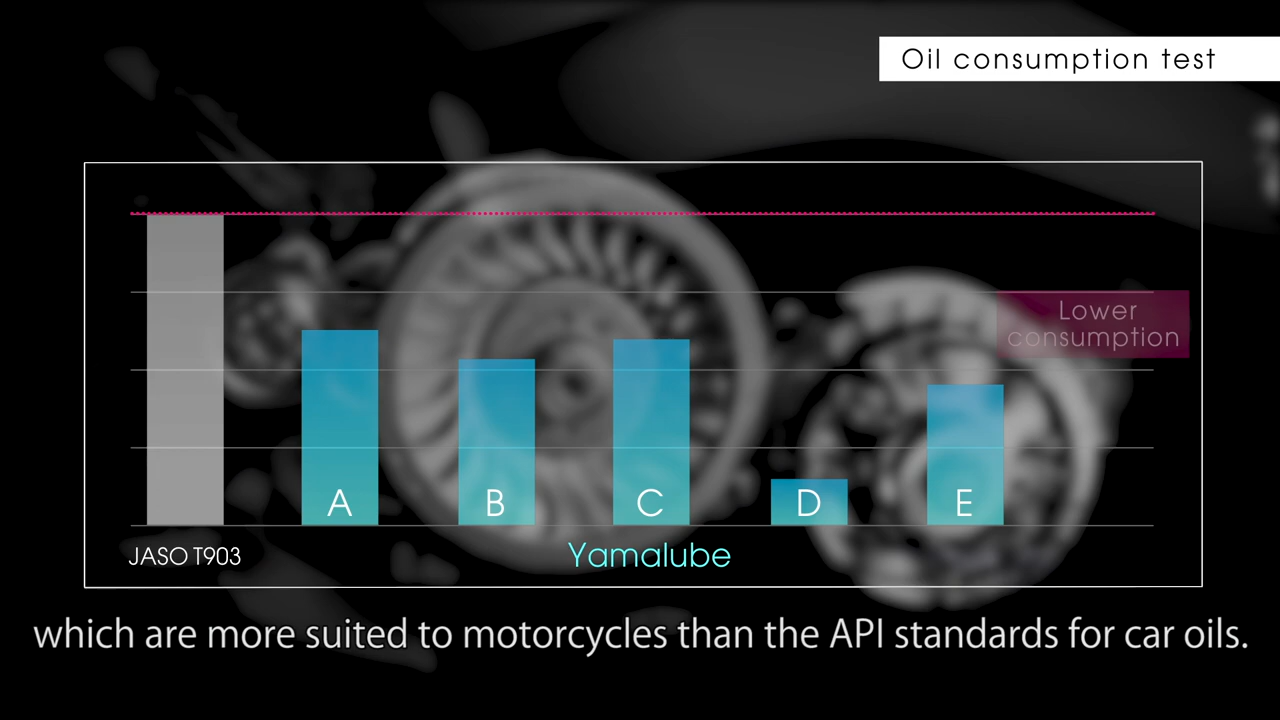 Oil consumption test
Lower
consumption
A B C D E
JASO T903
Yamalube
which are more suited to motorcycles than the API standards for car oils.